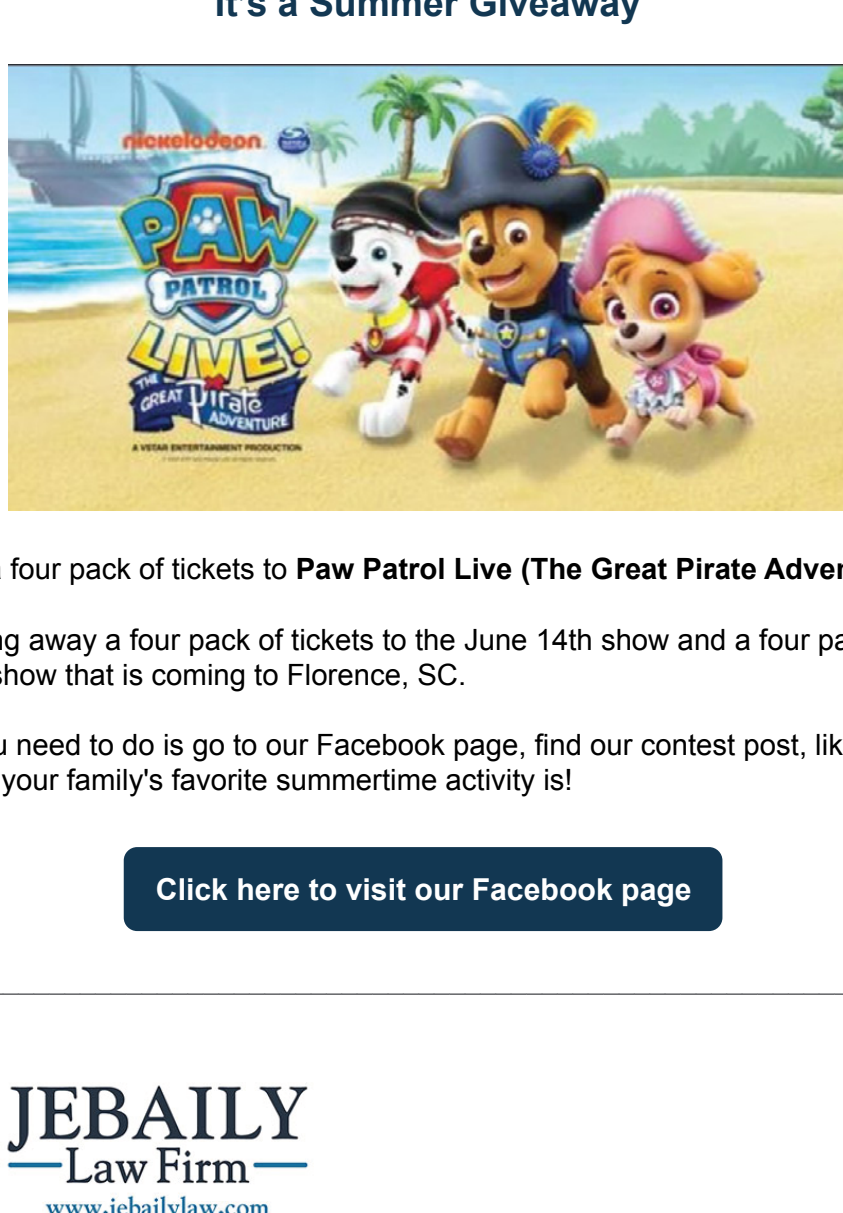 It's a Summer Giveaway
nickelodeon
PAW
PATROL
LIVE!
THE
GREAT Pirate
ADVENTURE
A VSTAR ENTERTAINMENT PRODUCTION
four pack of tickets to Paw Patrol Live (The Great Pirate Adven
ng away a four pack of tickets to the June 14th show and a four pa
show that is coming to Florence, SC.
u need to do is go to our Facebook page, find our contest post, lik
your family's favorite summertime activity is!
Click here to visit our Facebook page
JEBAILY
Law Firm
www.jebailylaw.com